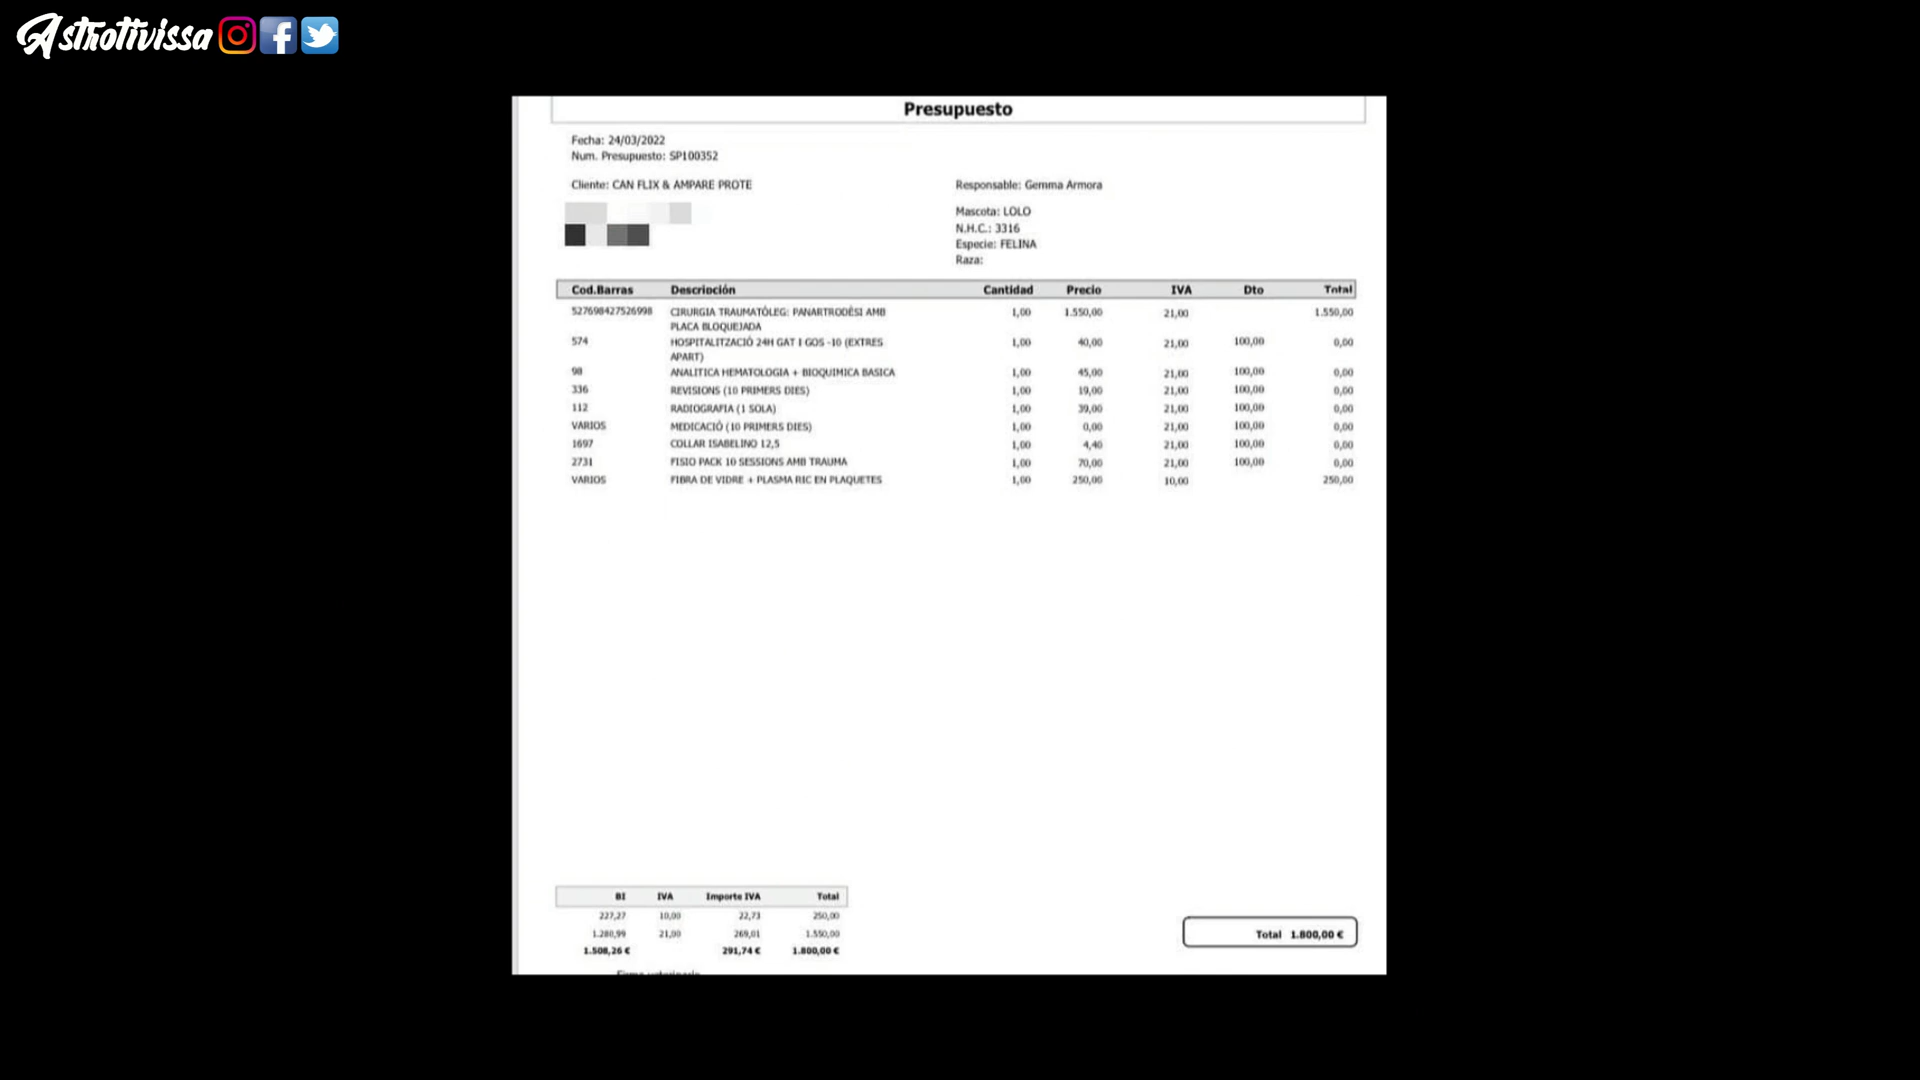 Astrotivissa
Presupuesto
Fecha: 24/03/2022
Num. Presupuesto: SP100352
Cliente: CAN FLIX & AMPARE PROTE
Responsable: Gemma Armora
Mascota: LOLO
N.H.C.: 3316
Especie: FELINA
Raza:
Cod.Barras Descripción Cantidad Precio IVA Dto Total
527698427526998 CIRURGIA TRAUMATÒLEG: PANARTRODÈSI AMB 1,00 1.550,00 21,00 1.550,00
PLACA BLOQUEJADA
574 HOSPITALITZACIÓ 24H GAT I GOS -10 (EXTRES 1,00 40,00 21,00 100,00 0,00
APART)
98 ANALITICA HEMATOLOGIA + BIOQUIMICA BASICA 1,00 45,00 21,00 100,00 0,00
336 REVISIONS (10 PRIMERS DIES) 1,00 19,00 21,00 100,00 0,00
112 RADIOGRAFIA (1 SOLA) 1,00 39,00 21,00 100,00 0,00
VARIOS MEDICACIÓ (10 PRIMERS DIES) 1,00 0,00 21,00 100,00 0,00
1697 COLLAR ISABELINO 12,5 1,00 4,40 21,00 100,00 0,00
2731 FISIO PACK 10 SESSIONS AMB TRAUMA 1,00 70,00 21,00 100,00 0,00
VARIOS FIBRA DE VIDRE + PLASMA RIC EN PLAQUETES 1,00 250,00 10,00 250,00
BI IVA Importe IVA Total
227,27 10,00 22,73 250,00
1.280,99 21,00 269,01 1.550,00
1.508,26 € 291,74 € 1.800,00 €
Total 1.800,00 €